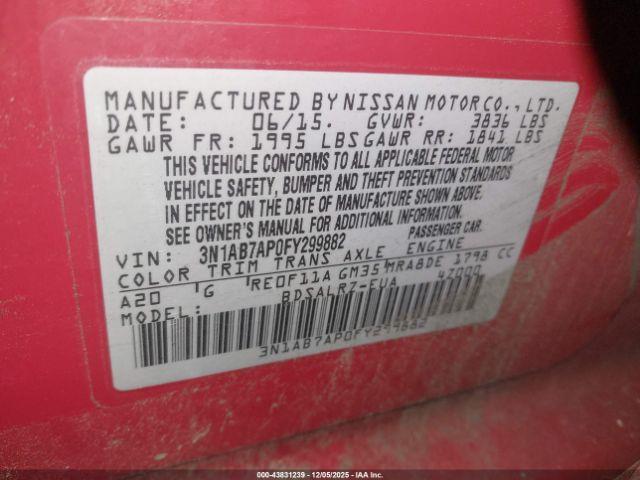 MANUFACTURED BY NISSAN MOTOR CO., LTD.
DATE: 06/15. GVWR: 3836 LBS
GAWR FR: 1995 LBS GAWR RR: 1841 LBS
THIS VEHICLE CONFORMS TO ALL APPLICABLE FEDERAL MOTOR
VEHICLE SAFETY, BUMPER AND THEFT PREVENTION STANDARDS
IN EFFECT ON THE DATE OF MANUFACTURE SHOWN ABOVE.
SEE OWNER'S MANUAL FOR ADDITIONAL INFORMATION.
VIN: 3N1AB7AP0FY299882 PASSENGER CAR.
COLOR TRIM TRANS AXLE ENGINE
A20 'G 'RE0F11A GM35 'MRA8DE 1798 CC
MODEL: BDSALRZ-EUA 4Z000
3N1AB7AP0FY299882
000-43831239 - 12/05/2025 - IAA Inc.